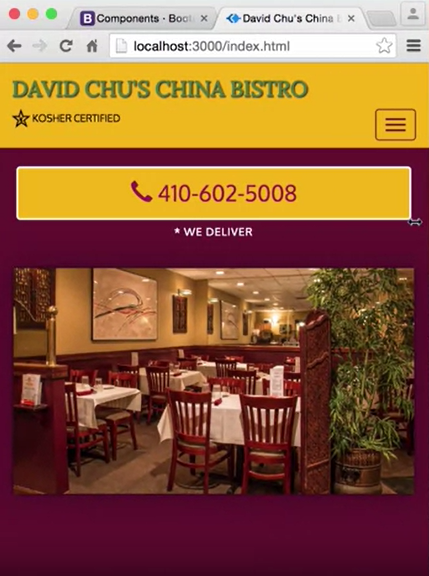 Components · Boot
David Chu's China
localhost:3000/index.html
DAVID CHU'S CHINA BISTRO
KOSHER CERTIFIED
410-602-5008
* WE DELIVER